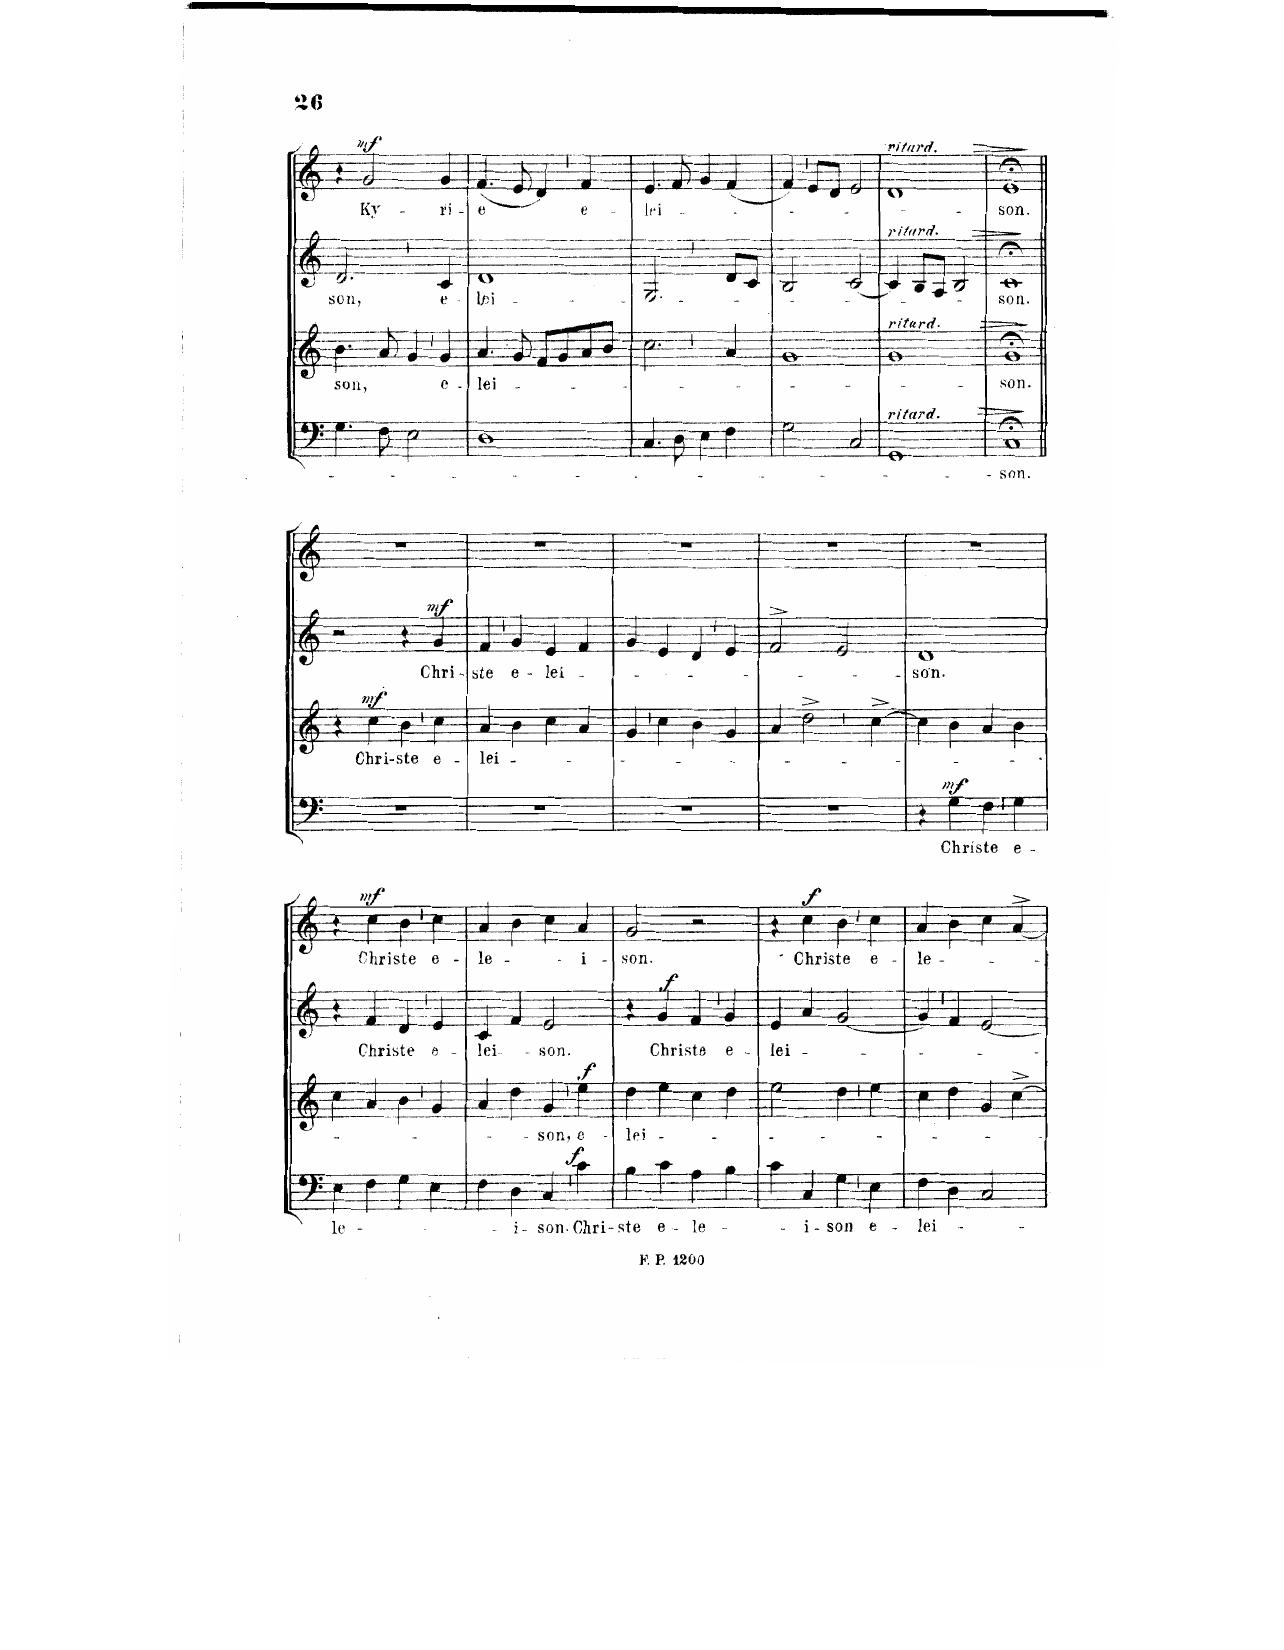 26
mf
ritard.
Ky - ri - e e - lei - - - - - - son.
ritard.
son, e - lei - - - - - - - son.
ritard.
son, e - lei - - - - - - - - son.
ritard.
- - - - - - - - - - son.
mf
Chri - ste e - lei - - - - - - son.
mf
Chri-ste e - lei - - - - - - - - - -
mf
Christe e -
mf f
Christe e - le - - i - son. Christe e - le - - -
f
Christe e - lei - son. Christe e - lei - - - - - -
f
- - - - - son, e - lei - - - - - - - -
f
le - - - - i - son. Chri - ste e - le - - i - son e - lei - - -
F. P. 1200